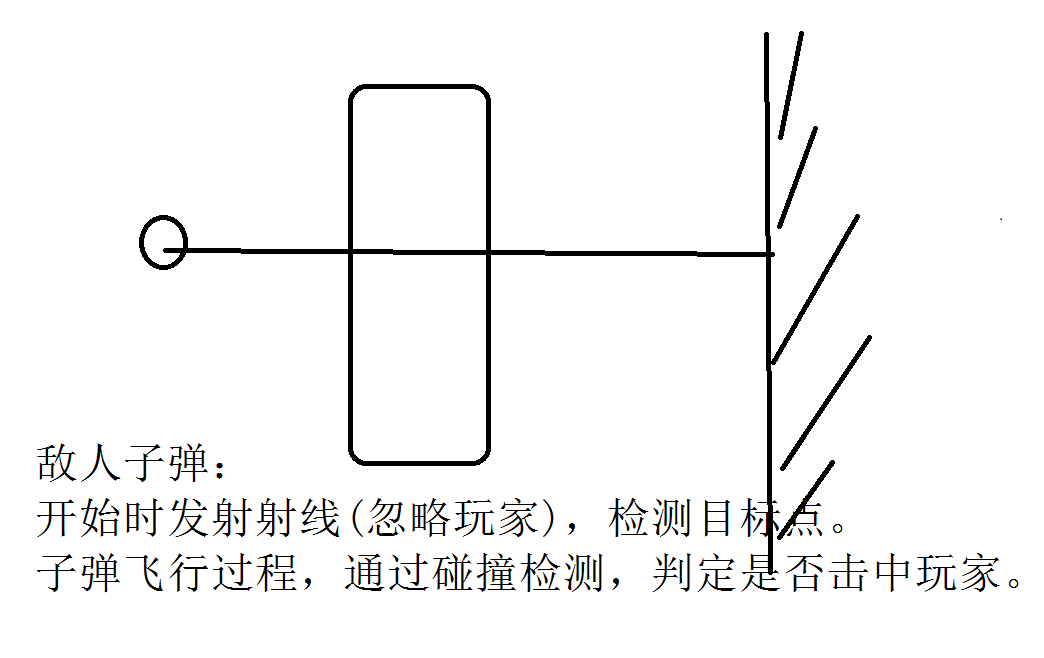 敌人子弹：
开始时发射射线(忽略玩家)，检测目标点。
子弹飞行过程，通过碰撞检测，判定是否击中玩家。